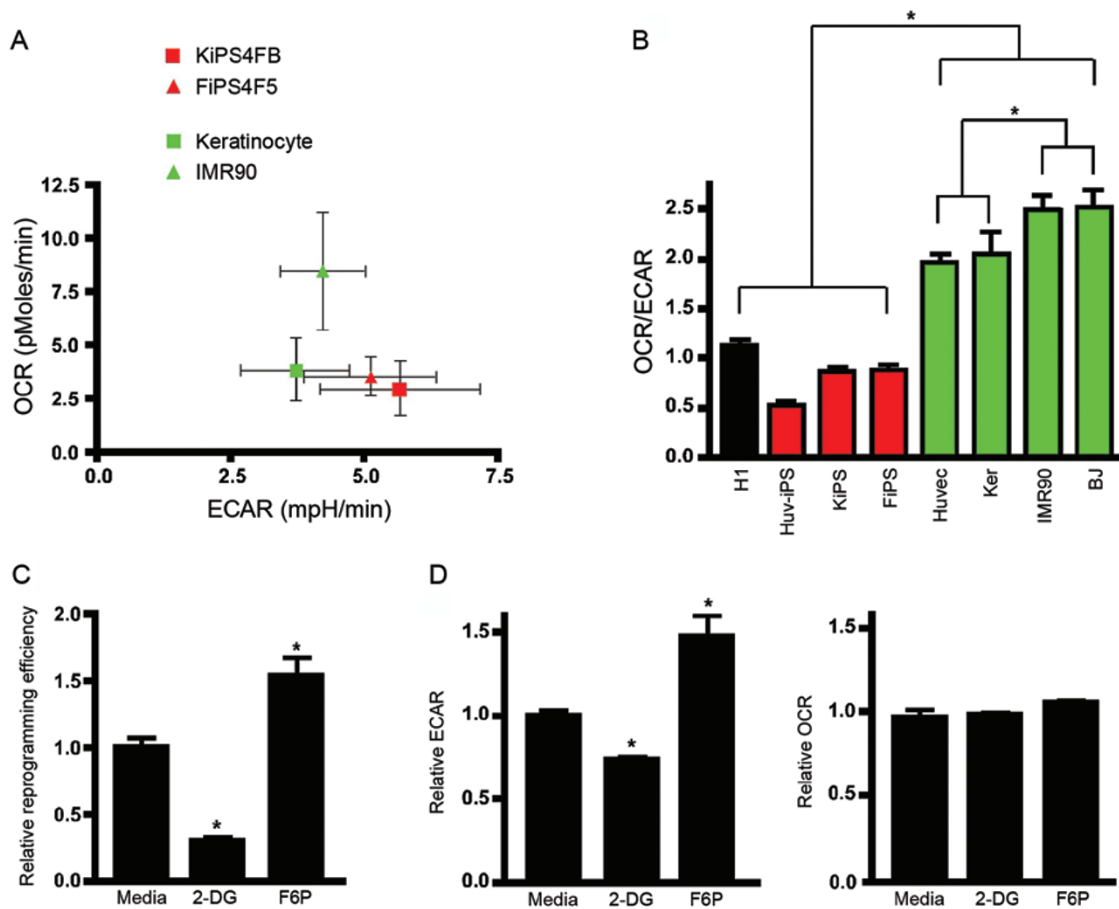 A
KiPS4FB
FiPS4F5
Keratinocyte
IMR90
OCR (pMoles/min)
12.5
10.0
7.5
5.0
2.5
0.0
0.0 2.5 5.0 7.5
ECAR (mpH/min)
B
*
*
OCR/ECAR
2.5
2.0
1.5
1.0
0.5
0.0
H1 Huv-iPS KiPS FiPS Huvec Ker IMR90 BJ
C
Relative reprogramming efficiency
2.0
1.5
1.0
0.5
0.0
*
*
Media 2-DG F6P
D
Relative ECAR
1.5
1.0
0.5
0.0
*
*
Media 2-DG F6P
Relative OCR
1.5
1.0
0.5
0.0
Media 2-DG F6P